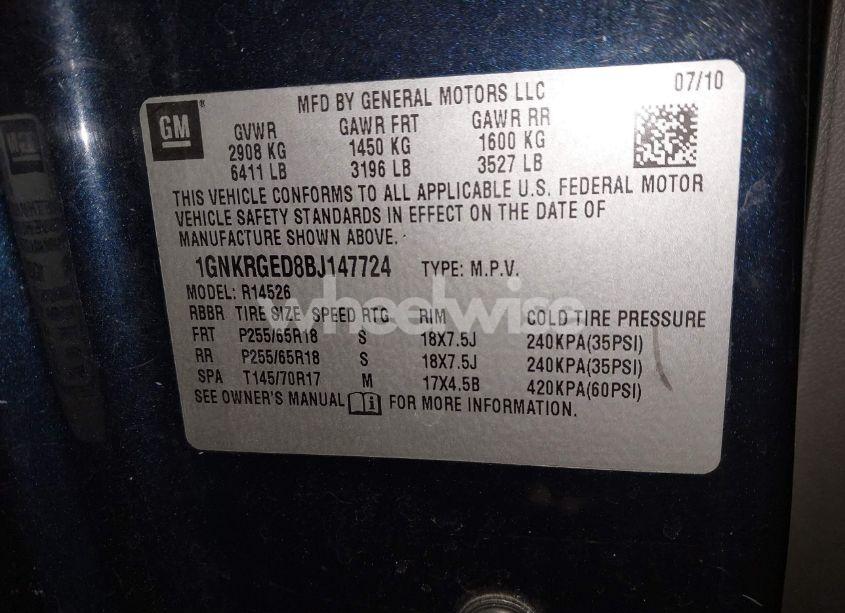 GM
MFD BY GENERAL MOTORS LLC 07/10
GVWR GAWR FRT GAWR RR
2908 KG 1450 KG 1600 KG
6411 LB 3196 LB 3527 LB
THIS VEHICLE CONFORMS TO ALL APPLICABLE U.S. FEDERAL MOTOR
VEHICLE SAFETY STANDARDS IN EFFECT ON THE DATE OF
MANUFACTURE SHOWN ABOVE.
1GNKRGED8BJ147724 TYPE: M.P.V.
MODEL: R14526
wheelwise
RBBR TIRE SIZE SPEED RTG RIM COLD TIRE PRESSURE
FRT P255/65R18 S 18X7.5J 240KPA(35PSI)
RR P255/65R18 S 18X7.5J 240KPA(35PSI)
SPA T145/70R17 M 17X4.5B 420KPA(60PSI)
SEE OWNER'S MANUAL FOR MORE INFORMATION.